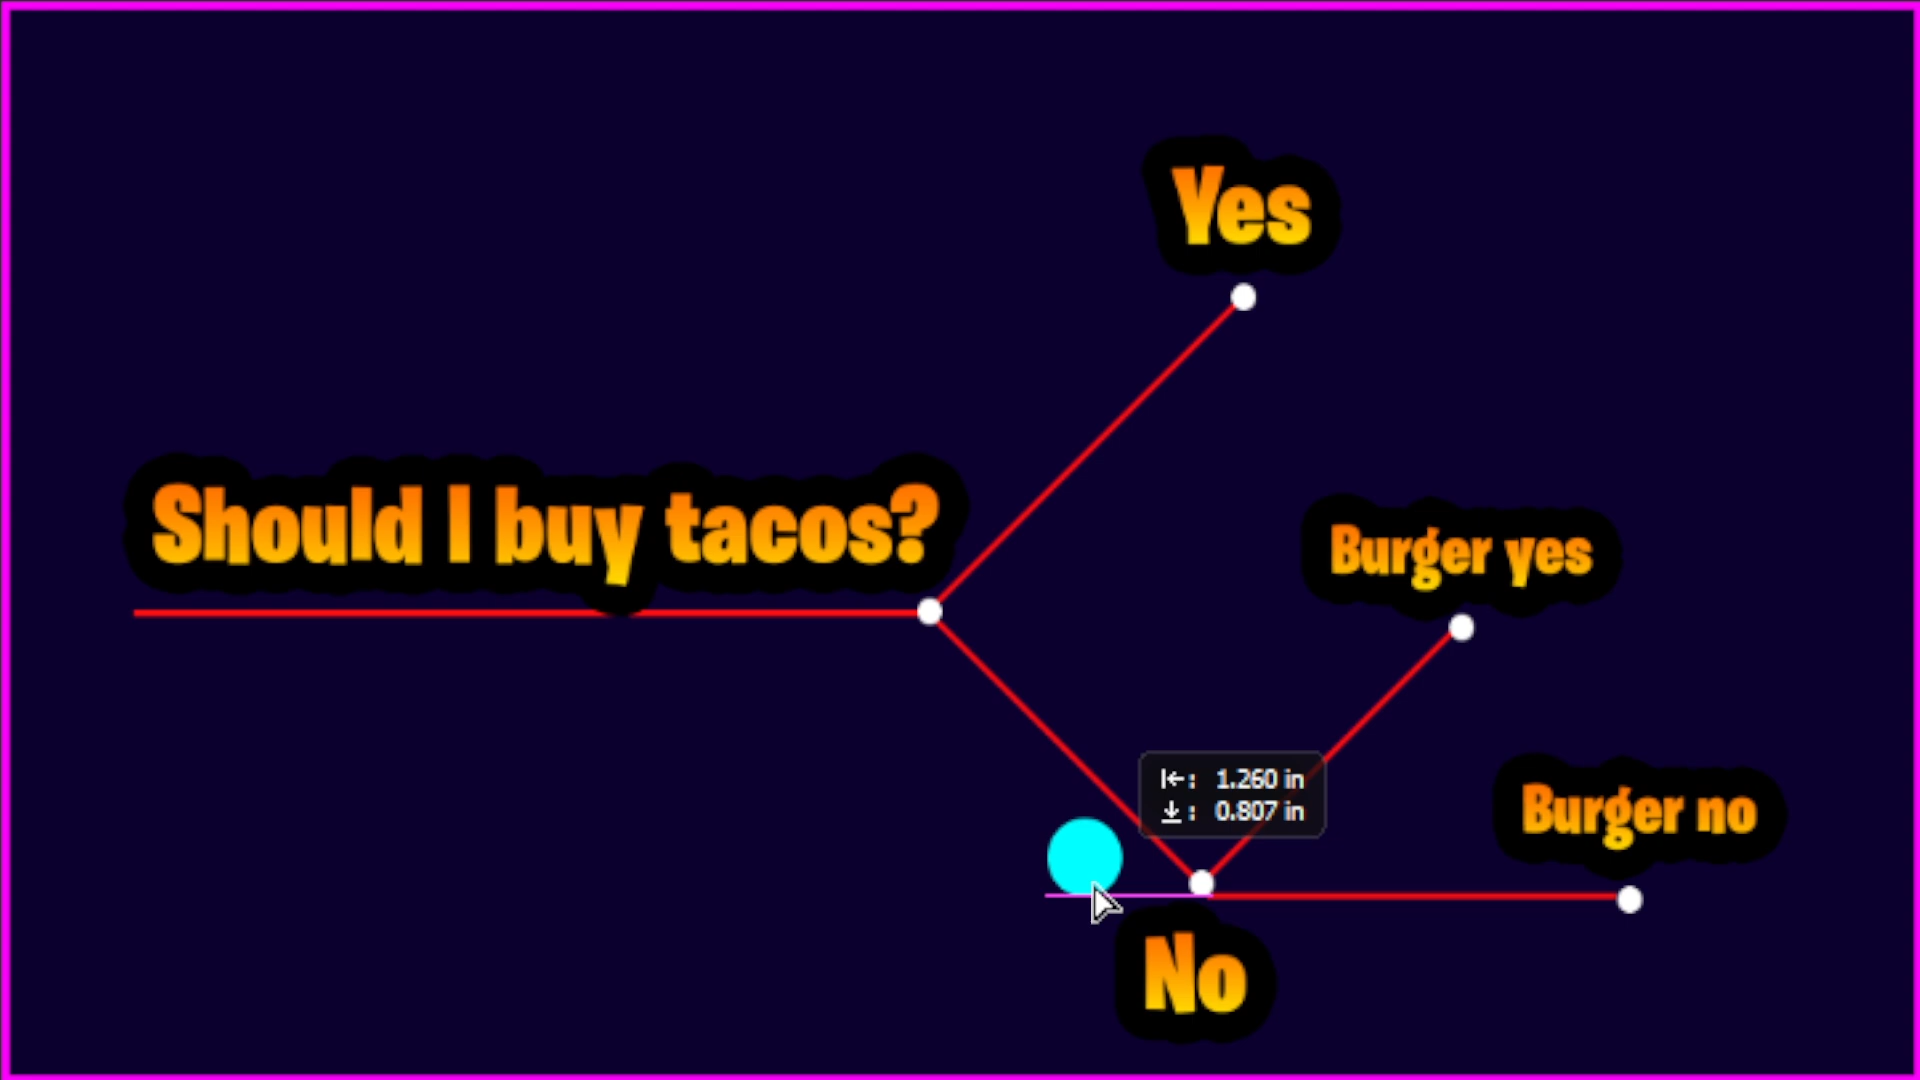 Yes
Should I buy tacos?
Burger yes
|←: 1.260 in
↓: 0.807 in
Burger no
No